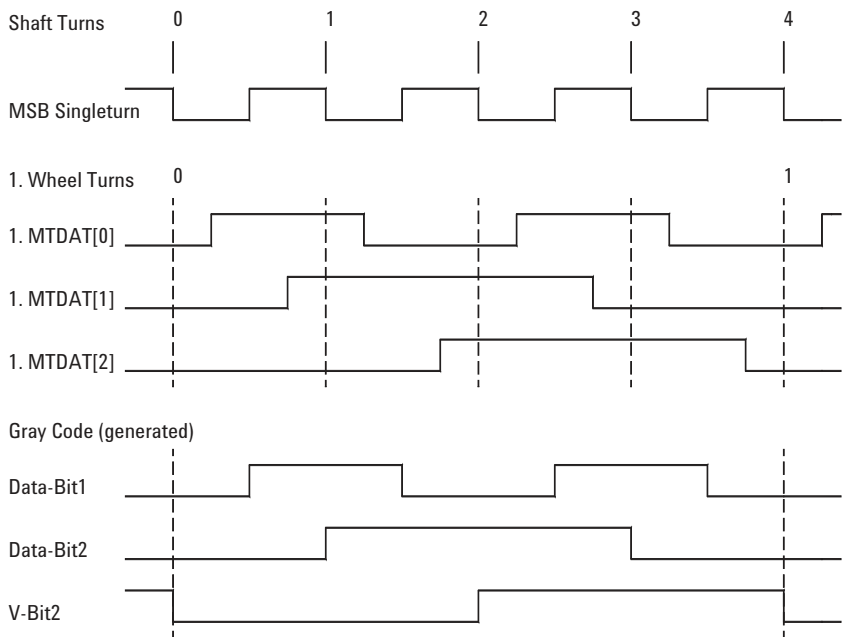 Shaft Turns 0 1 2 3 4
MSB Singleturn
1. Wheel Turns 0 1
1. MTDAT[0]
1. MTDAT[1]
1. MTDAT[2]
Gray Code (generated)
Data-Bit1
Data-Bit2
V-Bit2